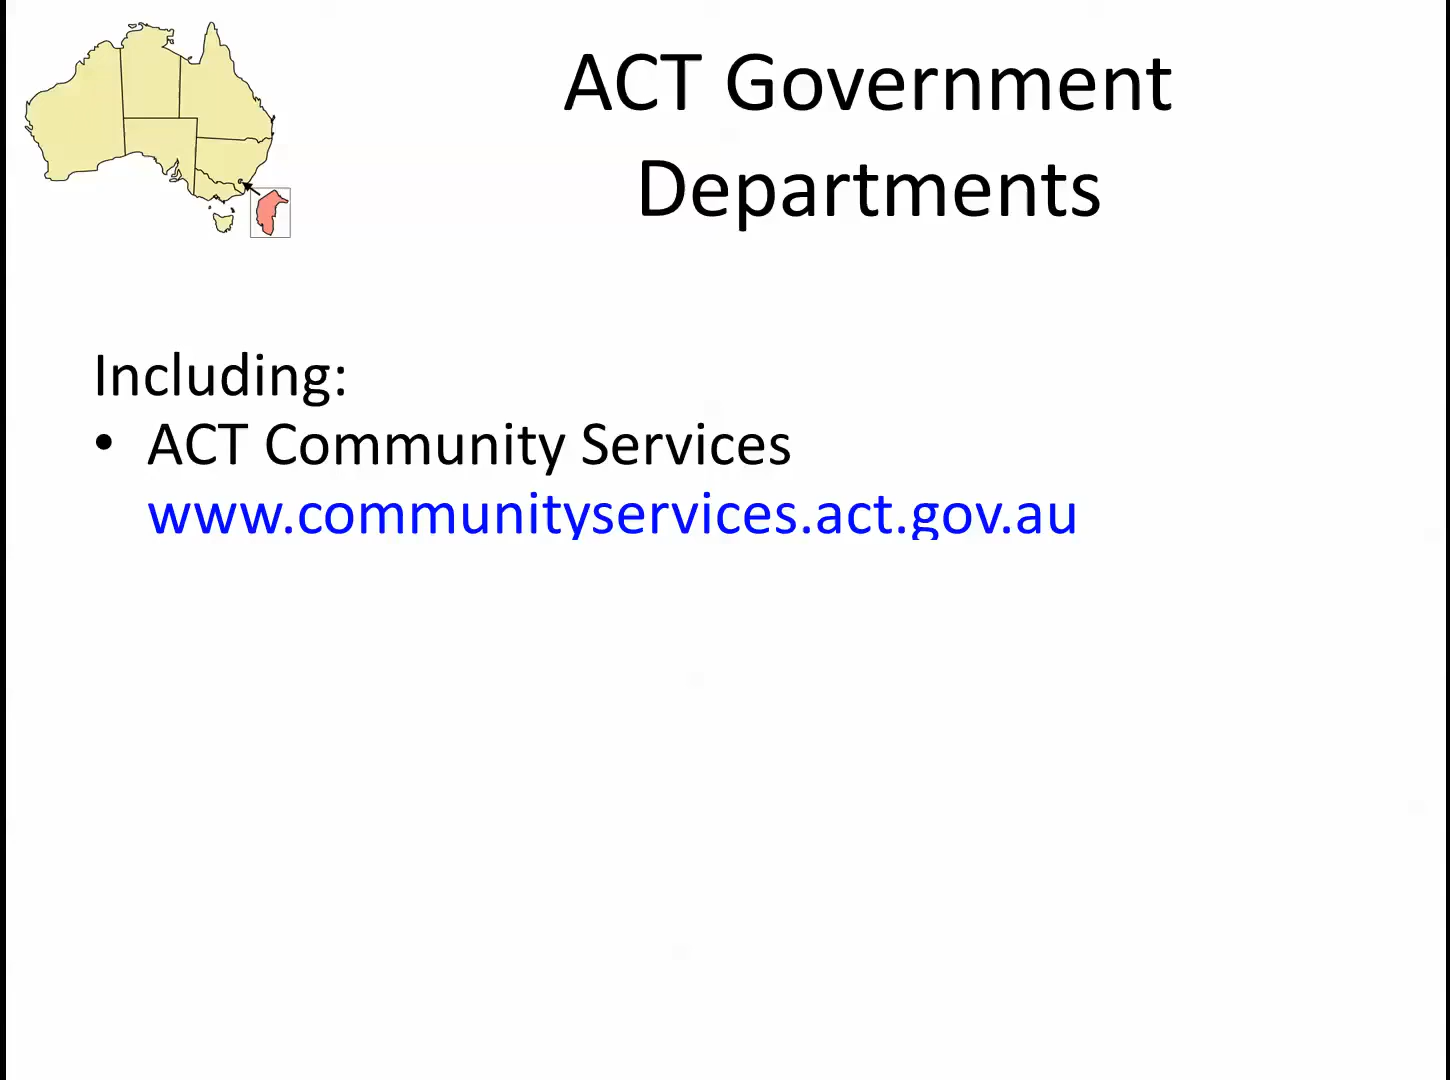 ACT Government
Departments
Including:
• ACT Community Services
www.communityservices.act.gov.au